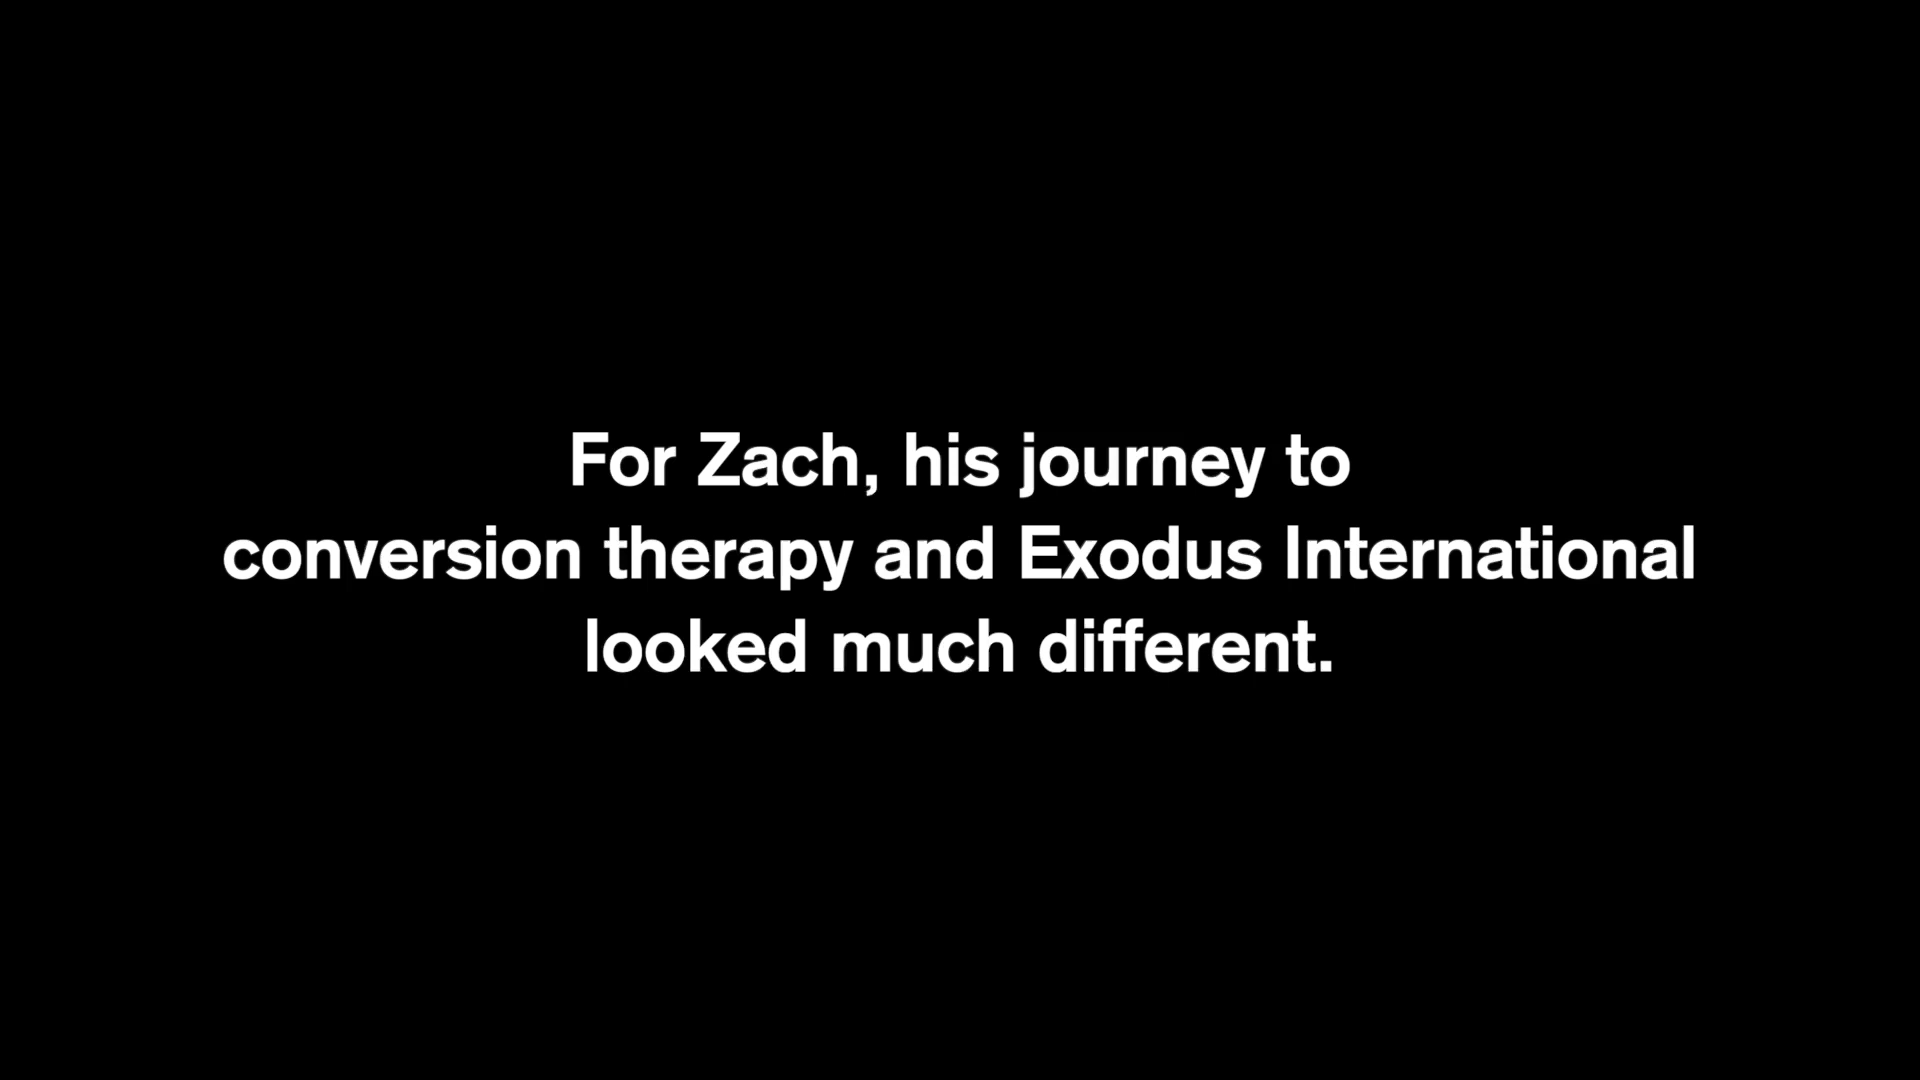 For Zach, his journey to
conversion therapy and Exodus International
looked much different.